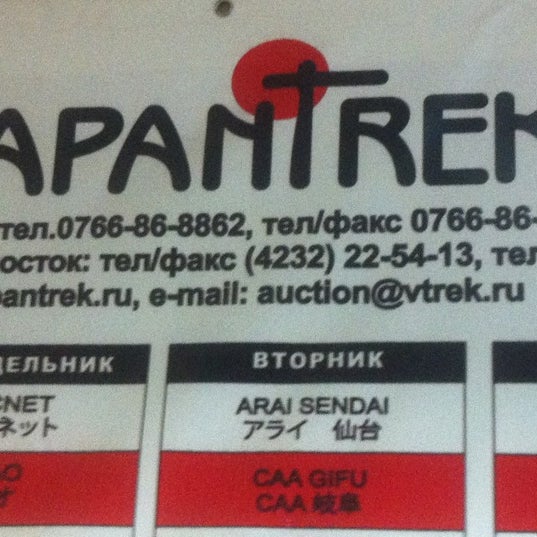 APANTREK
тел.0766-86-8862, тел/факс 0766-86-
осток: тел/факс (4232) 22-54-13, тел
pantrek.ru, e-mail: auction@vtrek.ru
ДЕЛЬНИК
CNET
ネット
ВТОРНИК
ARAI SENDAI
アライ 仙台
CAA GIFU
CAA 岐阜